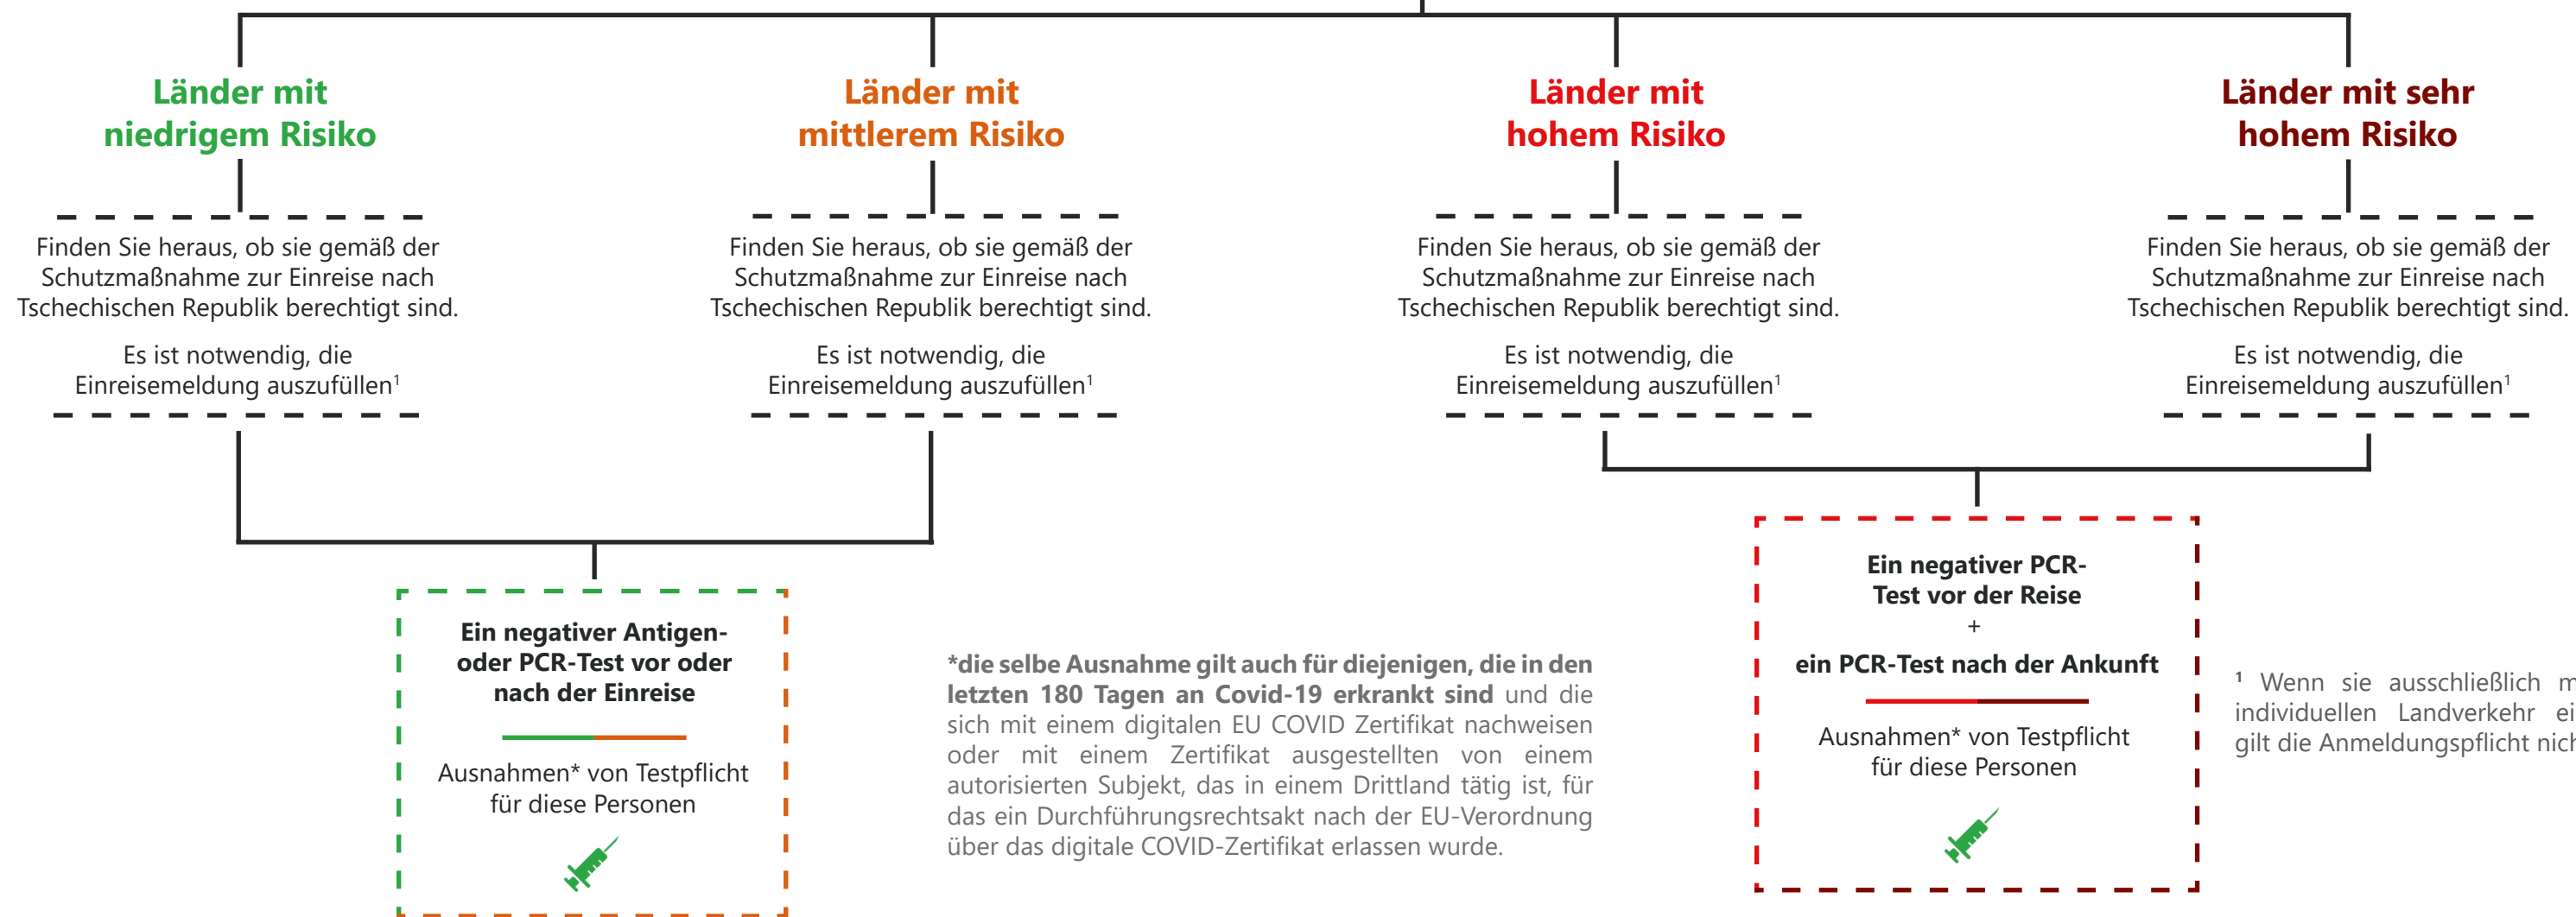 Länder mit
niedrigem Risiko
Finden Sie heraus, ob sie gemäß der
Schutzmaßnahme zur Einreise nach
Tschechischen Republik berechtigt sind.
Es ist notwendig, die
Einreisemeldung auszufüllen¹
Länder mit
mittlerem Risiko
Finden Sie heraus, ob sie gemäß der
Schutzmaßnahme zur Einreise nach
Tschechischen Republik berechtigt sind.
Es ist notwendig, die
Einreisemeldung auszufüllen¹
Länder mit
hohem Risiko
Finden Sie heraus, ob sie gemäß der
Schutzmaßnahme zur Einreise nach
Tschechischen Republik berechtigt sind.
Es ist notwendig, die
Einreisemeldung auszufüllen¹
Länder mit sehr
hohem Risiko
Finden Sie heraus, ob sie gemäß der
Schutzmaßnahme zur Einreise nach
Tschechischen Republik berechtigt sind.
Es ist notwendig, die
Einreisemeldung auszufüllen¹
Ein negativer Antigen-
oder PCR-Test vor oder
nach der Einreise
Ausnahmen* von Testpflicht
für diese Personen
*die selbe Ausnahme gilt auch für diejenigen, die in den
letzten 180 Tagen an Covid-19 erkrankt sind und die
sich mit einem digitalen EU COVID Zertifikat nachweisen
oder mit einem Zertifikat ausgestellten von einem
autorisierten Subjekt, das in einem Drittland tätig ist, für
das ein Durchführungsrechtsakt nach der EU-Verordnung
über das digitale COVID-Zertifikat erlassen wurde.
Ein negativer PCR-
Test vor der Reise
+
ein PCR-Test nach der Ankunft
Ausnahmen* von Testpflicht
für diese Personen
¹ Wenn sie ausschließlich
individuellen Landverkehr
gilt die Anmeldungspflicht